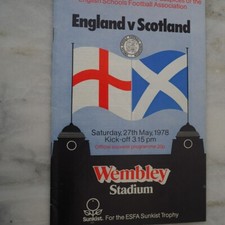 English Schools Football Association
England v Scotland
Saturday, 27th May, 1978
Kick-off 3.15 pm
Official souvenir programme 20p
Wembley
Stadium
Sunkist
For the ESFA Sunkist Trophy